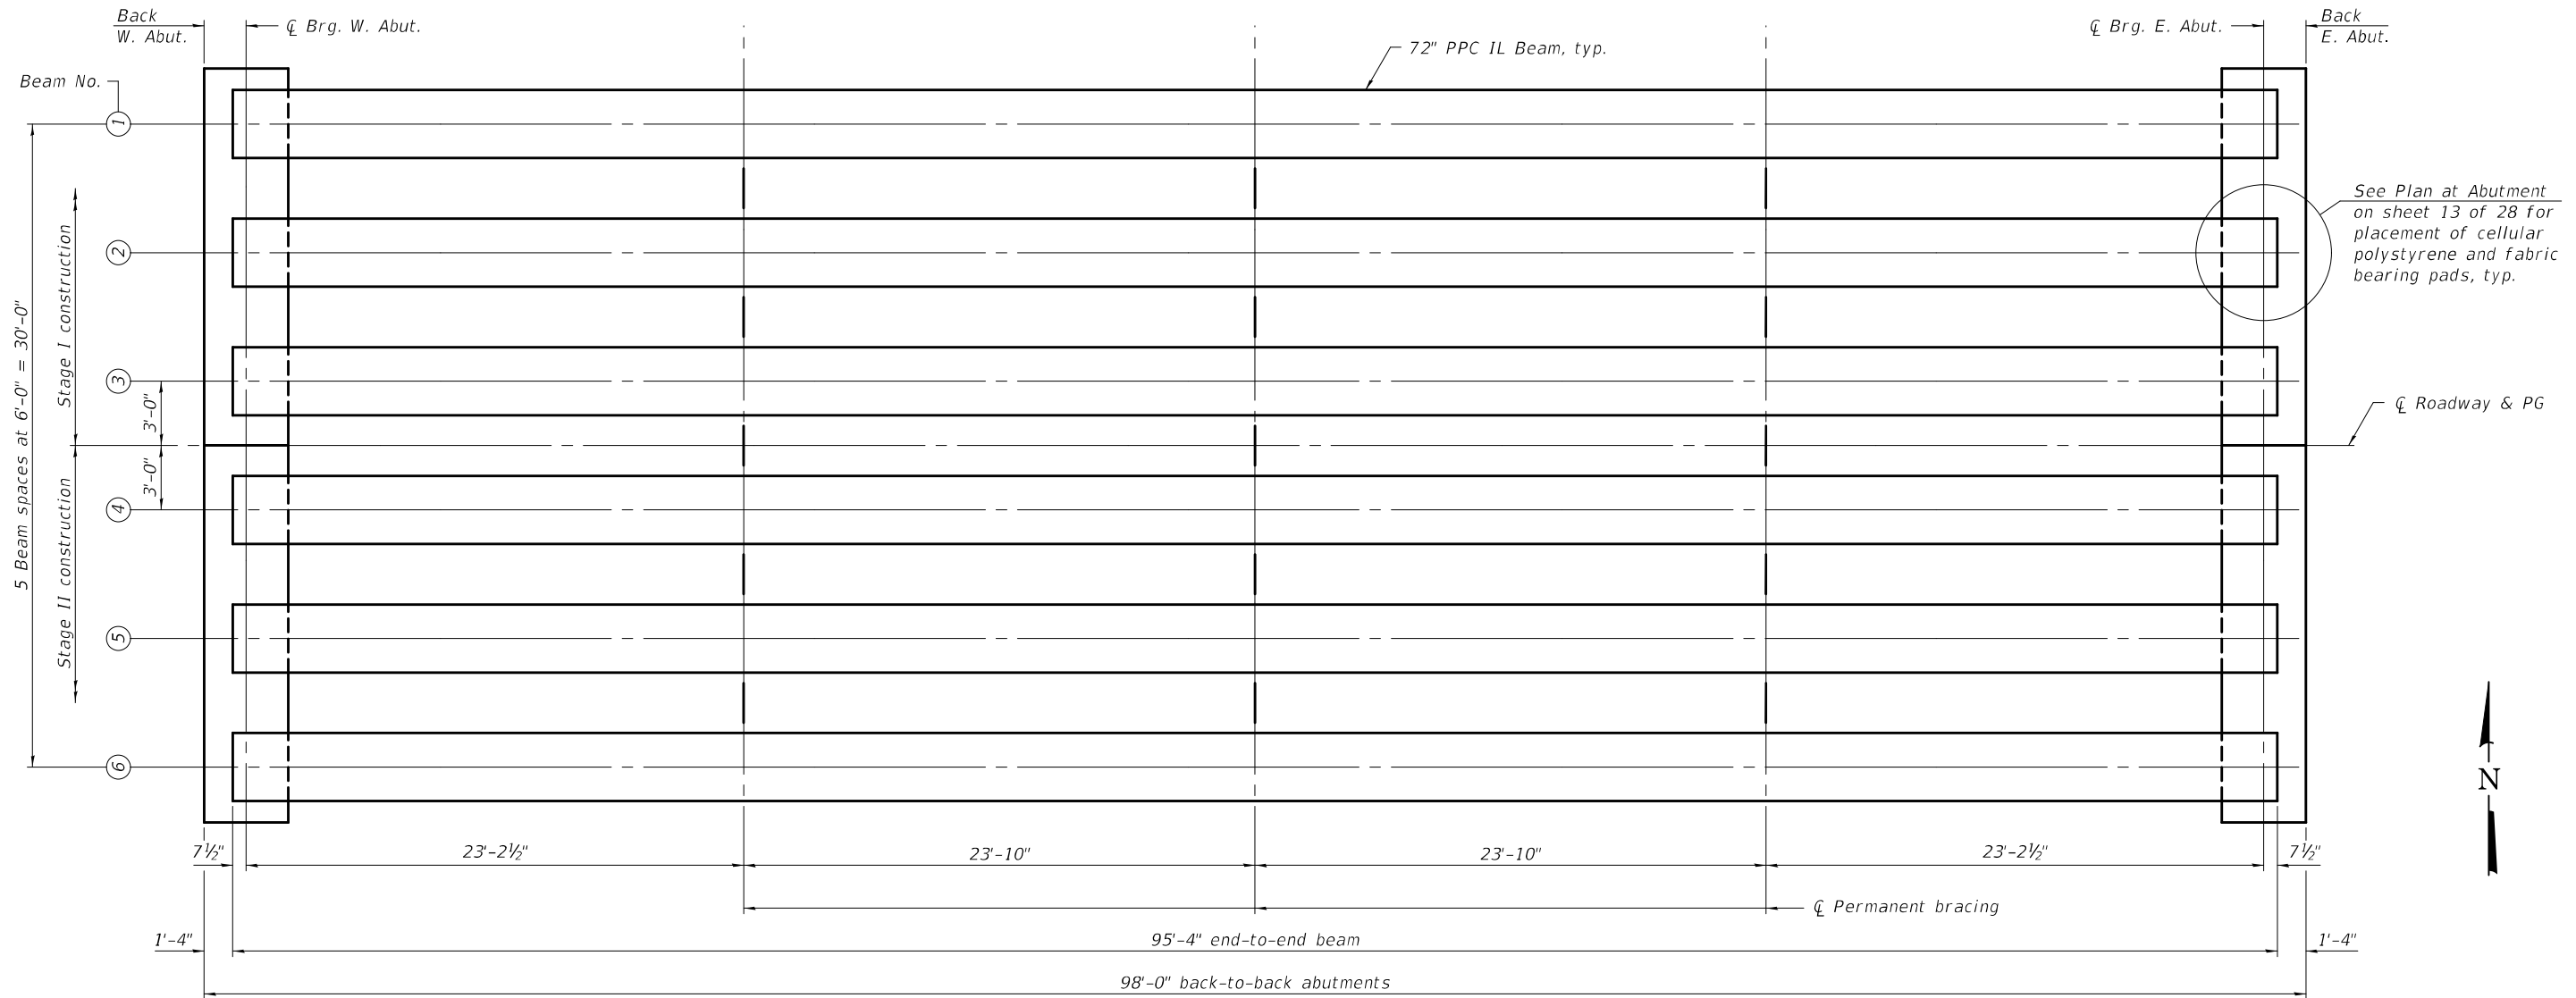 Back
W. Abut.
℄ Brg. W. Abut.
℄ Brg. E. Abut.
Back
E. Abut.
72" PPC IL Beam, typ.
Beam No.
1
2
3
4
5
6
5 Beam spaces at 6'-0" = 30'-0"
Stage I construction
Stage II construction
3'-0"
3'-0"
See Plan at Abutment
on sheet 13 of 28 for
placement of cellular
polystyrene and fabric
bearing pads, typ.
℄ Roadway & PG
N
7½"
23'-2½"
23'-10"
23'-10"
23'-2½"
7½"
℄ Permanent bracing
1'-4"
95'-4" end-to-end beam
1'-4"
98'-0" back-to-back abutments